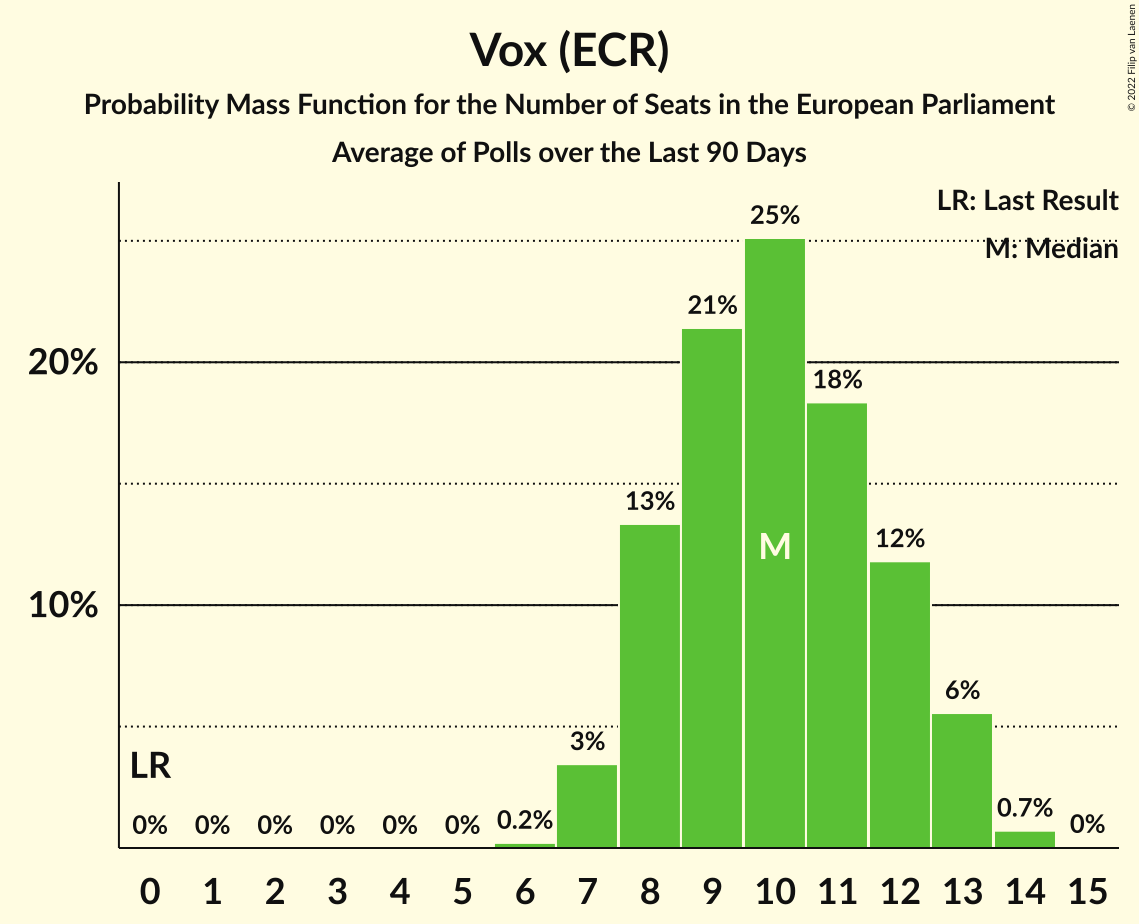 Vox (ECR)
Probability Mass Function for the Number of Seats in the European Parliament
Average of Polls over the Last 90 Days
© 2022 Filip van Laenen
LR: Last Result
M: Median
25%
21%
20%
18%
13%
12%
M
10%
6%
3%
LR
0% 0% 0% 0% 0% 0% 0.2% 0.7% 0%
0 1 2 3 4 5 6 7 8 9 10 11 12 13 14 15